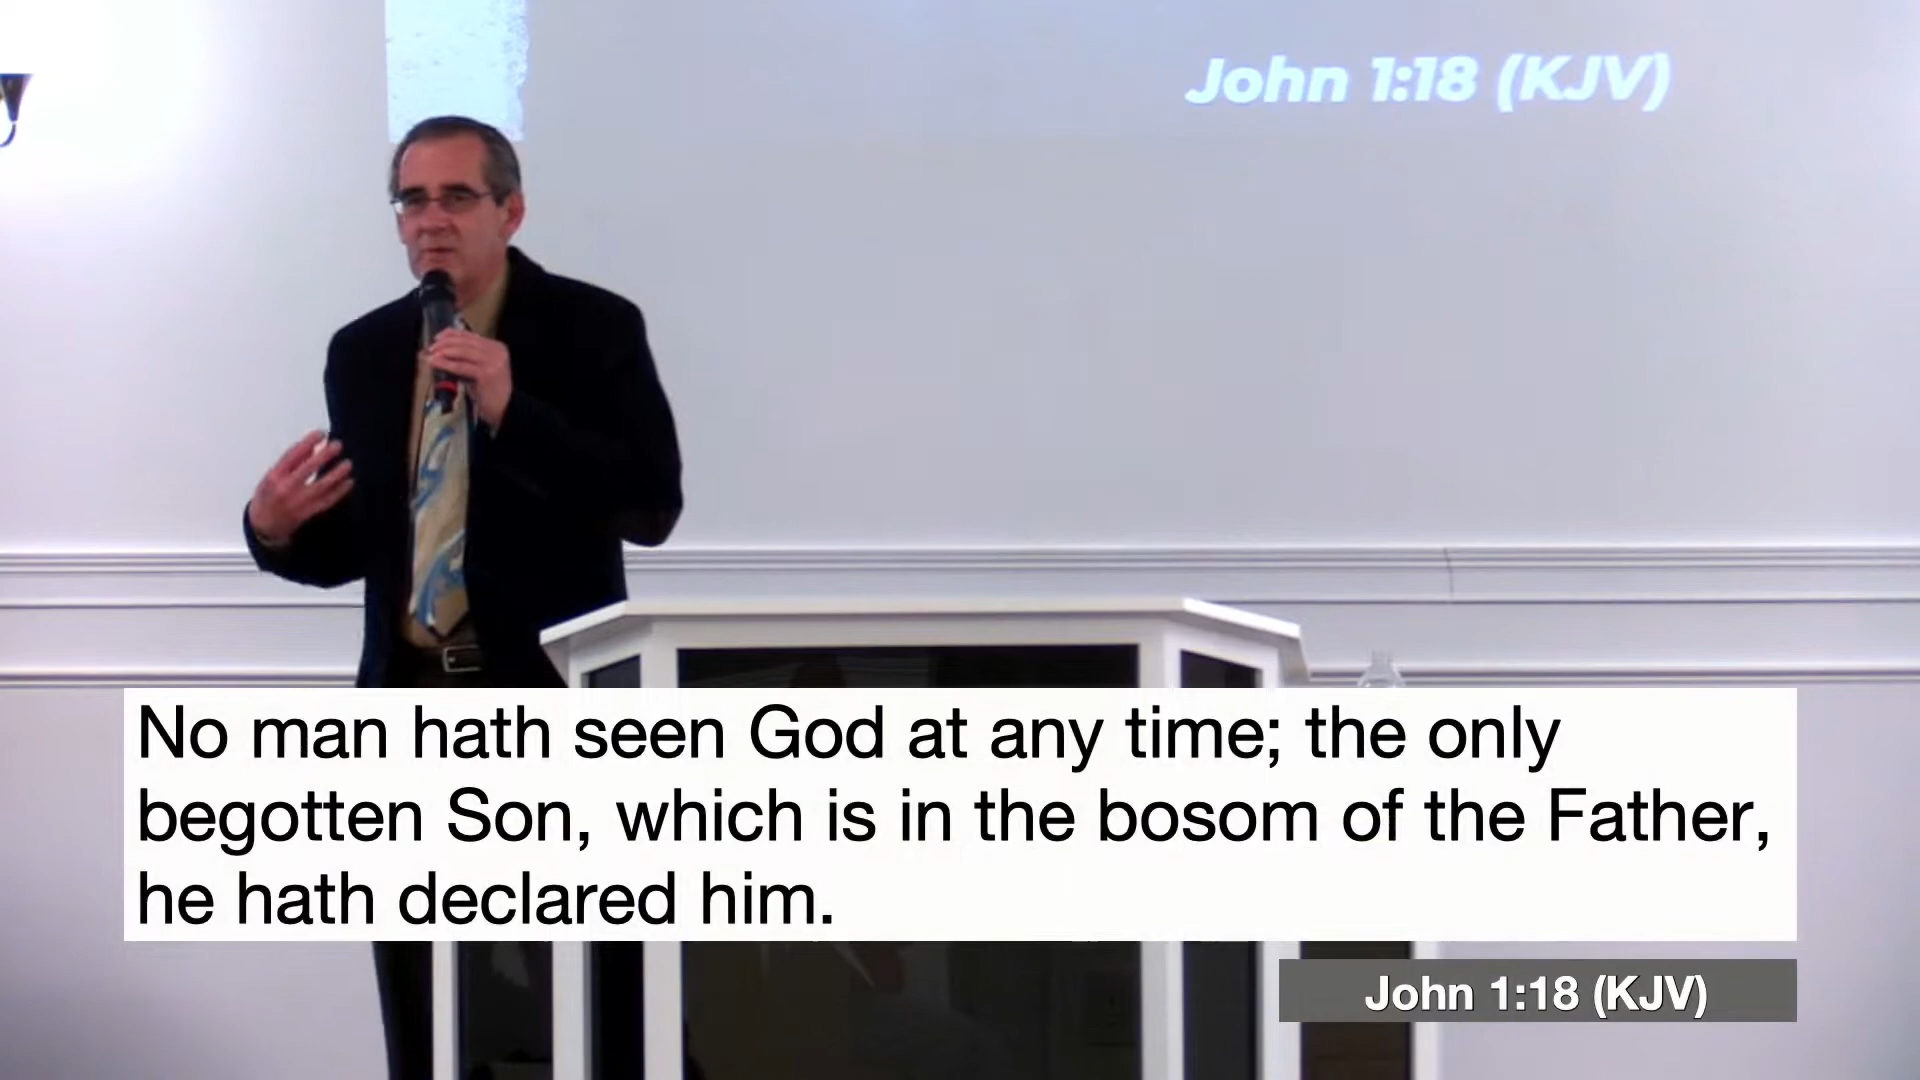 John 1:18 (KJV)
No man hath seen God at any time; the only
begotten Son, which is in the bosom of the Father,
he hath declared him.
John 1:18 (KJV)